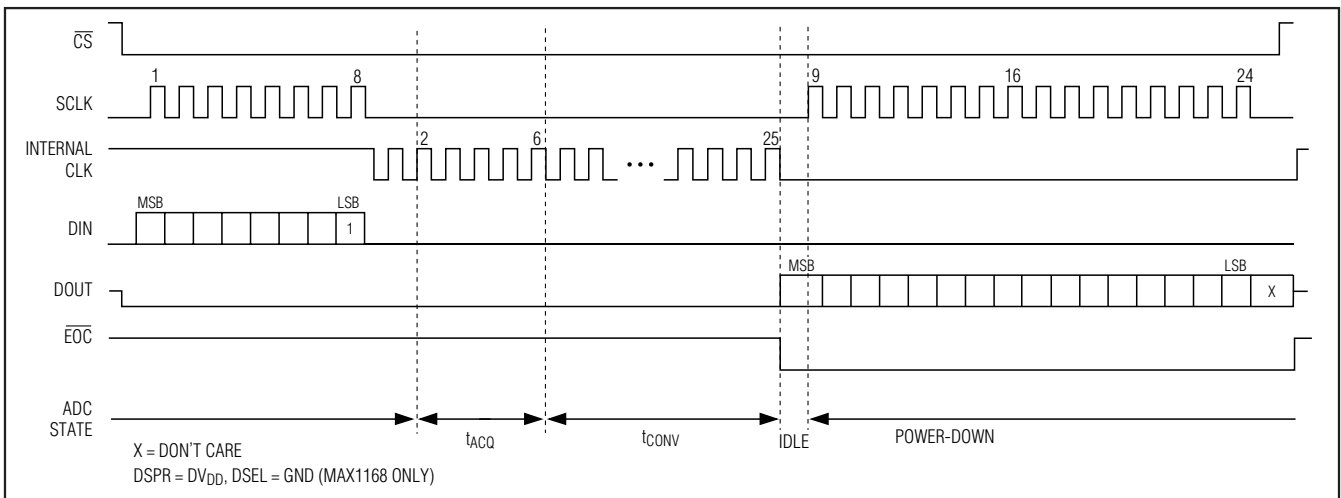 CS
1 8 9 16 24
SCLK
INTERNAL
CLK
2 6 ••• 25
MSB LSB
DIN 1
MSB LSB
DOUT X
EOC
ADC
STATE
tACQ tCONV IDLE POWER-DOWN
X = DON'T CARE
DSPR = DVDD, DSEL = GND (MAX1168 ONLY)